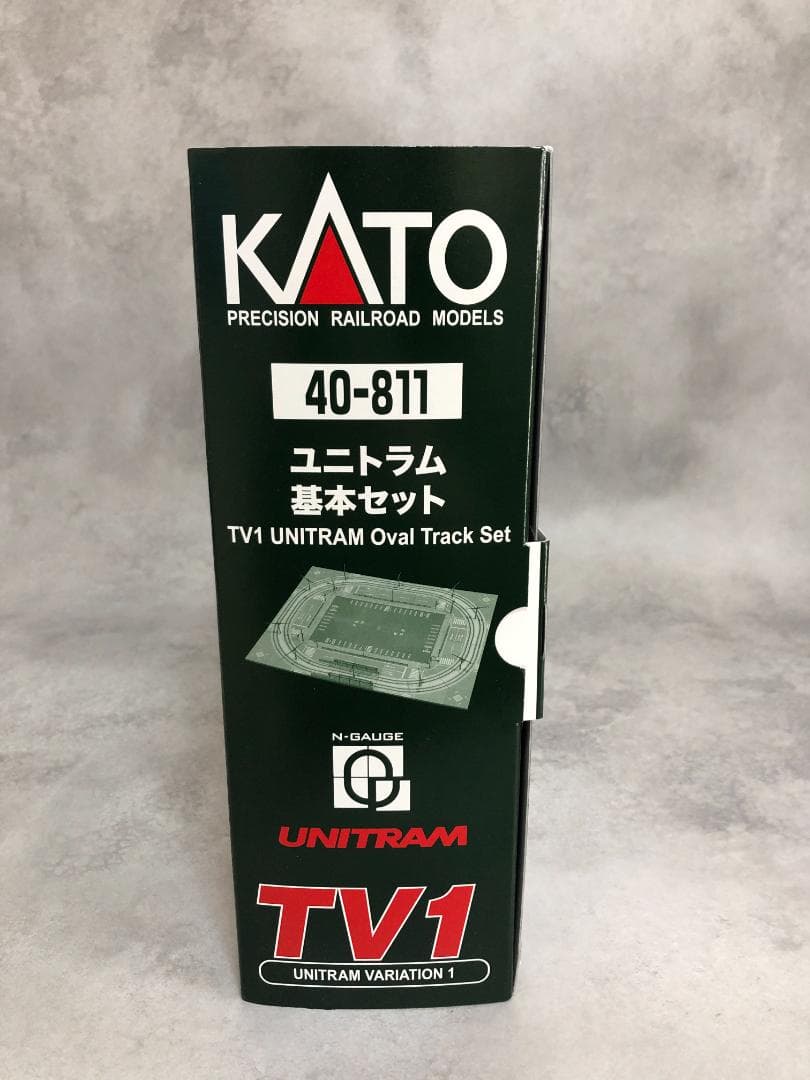 KATO
PRECISION RAILROAD MODELS
40-811
ユニトラム
基本セット
TV1 UNITRAM Oval Track Set
N-GAUGE
UNITRAM
TV1
UNITRAM VARIATION 1